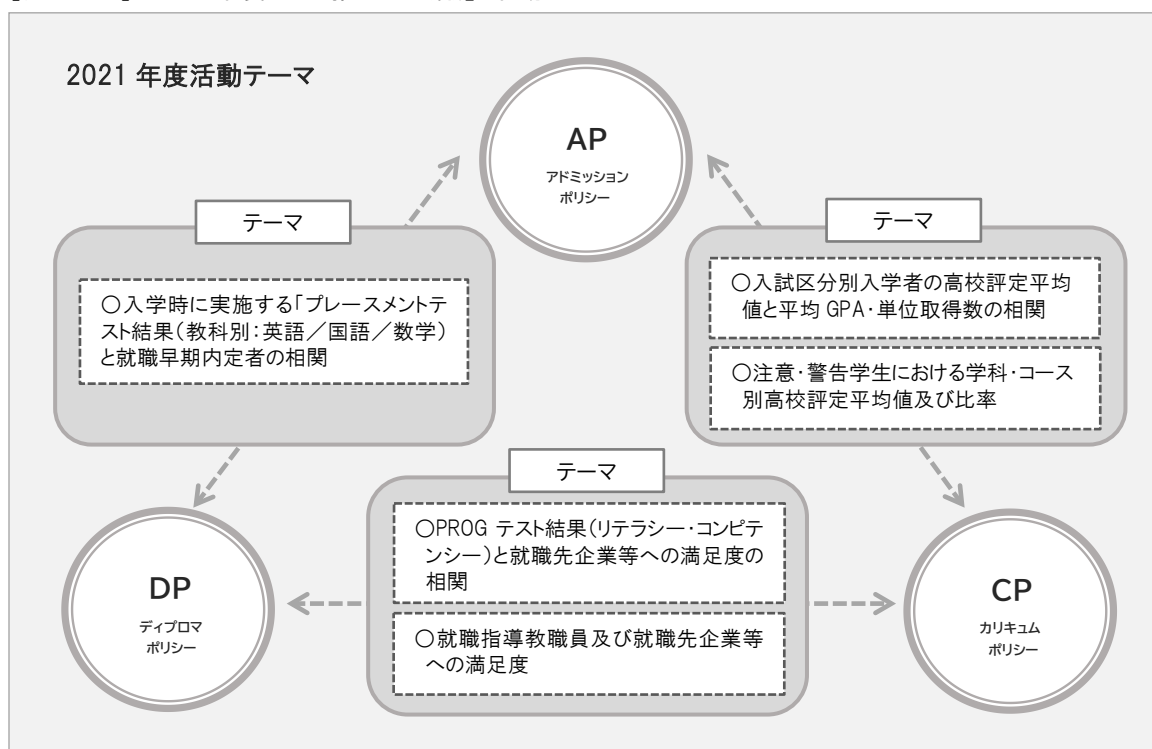 2021 年度活動テーマ
AP
アドミッション
ポリシー
テーマ
○入学時に実施する「プレースメントテ
スト結果(教科別:英語／国語／数学)
と就職早期内定者の相関
テーマ
○入試区分別入学者の高校評定平均
値と平均 GPA・単位取得数の相関
○注意・警告学生における学科・コース
別高校評定平均値及び比率
テーマ
○PROG テスト結果(リテラシー・コンピテ
ンシー)と就職先企業等への満足度の
相関
○就職指導教職員及び就職先企業等
への満足度
DP
ディプロマ
ポリシー
CP
カリキュム
ポリシー